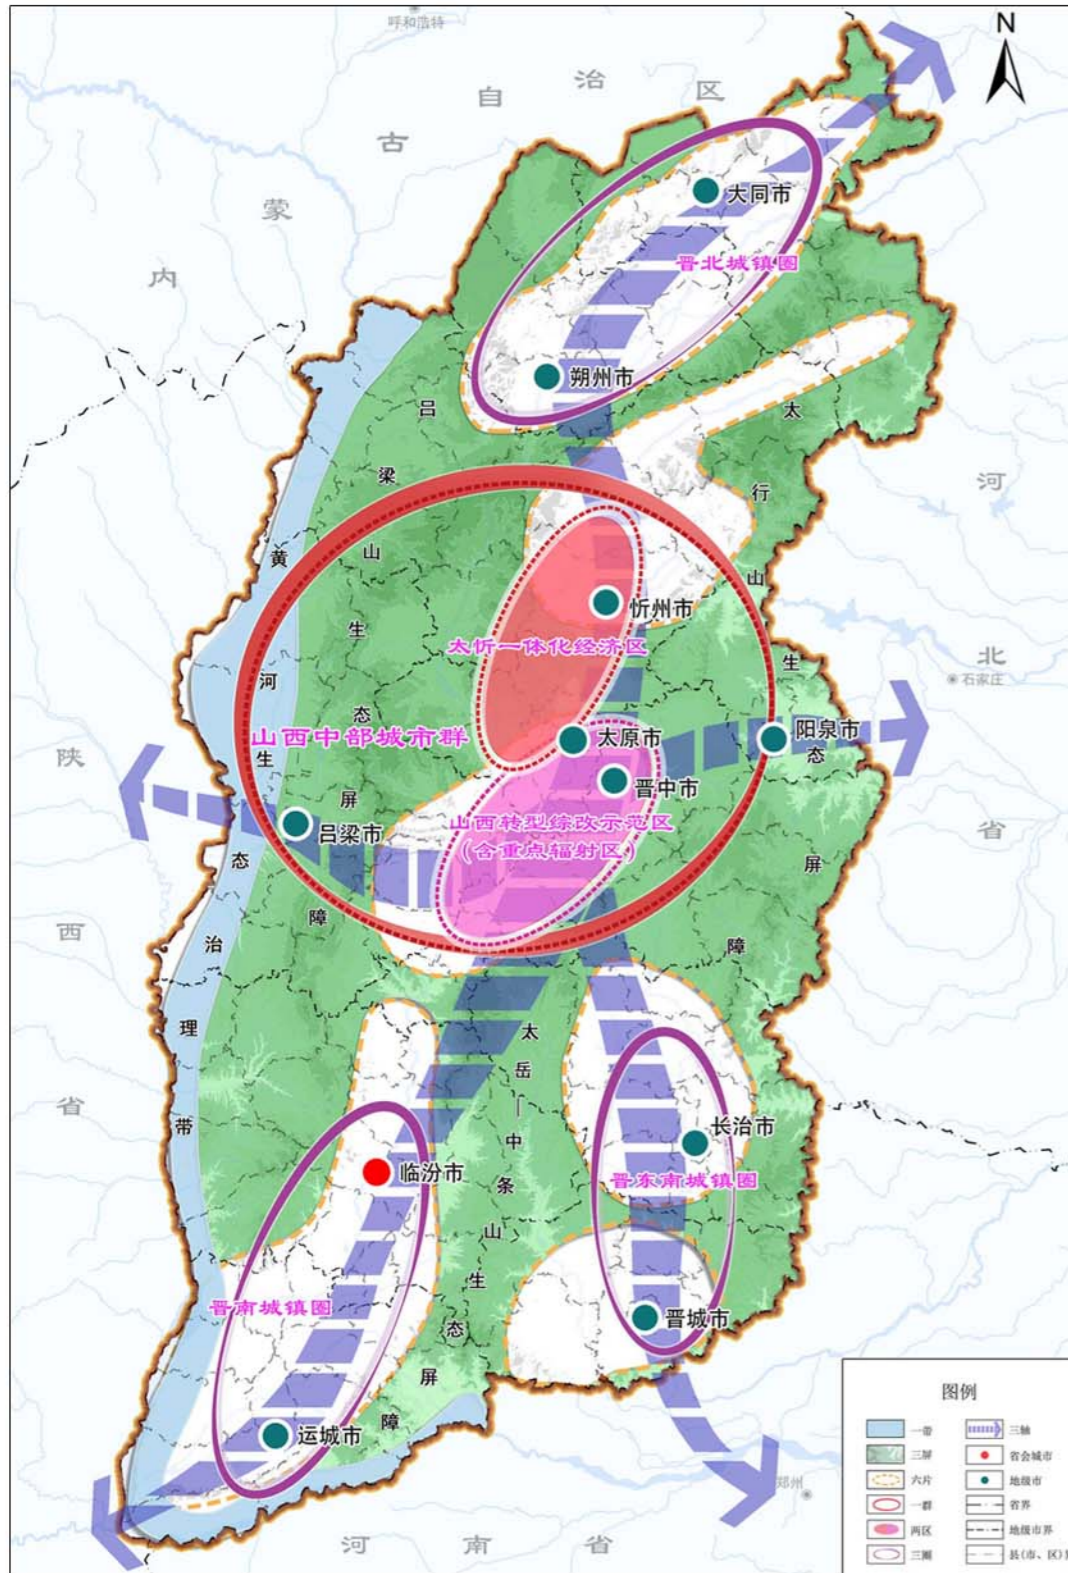 呼和浩特
N
内蒙古自治区
大同市
晋北城镇圈
朔州市
吕梁山生态屏障
太行山生态屏障
河北省
黄河生态治理带
忻州市
太忻一体化经济区
石家庄
山西中部城市群
太原市
阳泉市
晋中市
山西转型综改示范区
(含重点辐射区)
吕梁市
陕西省
太岳—中条山生态屏障
长治市
临汾市
晋东南城镇圈
晋南城镇圈
晋城市
运城市
郑州
河南省
图例
一带
三屏
六片
一群
两区
三圈
三轴
省会城市
地级市
省界
地级市界
县(市、区)